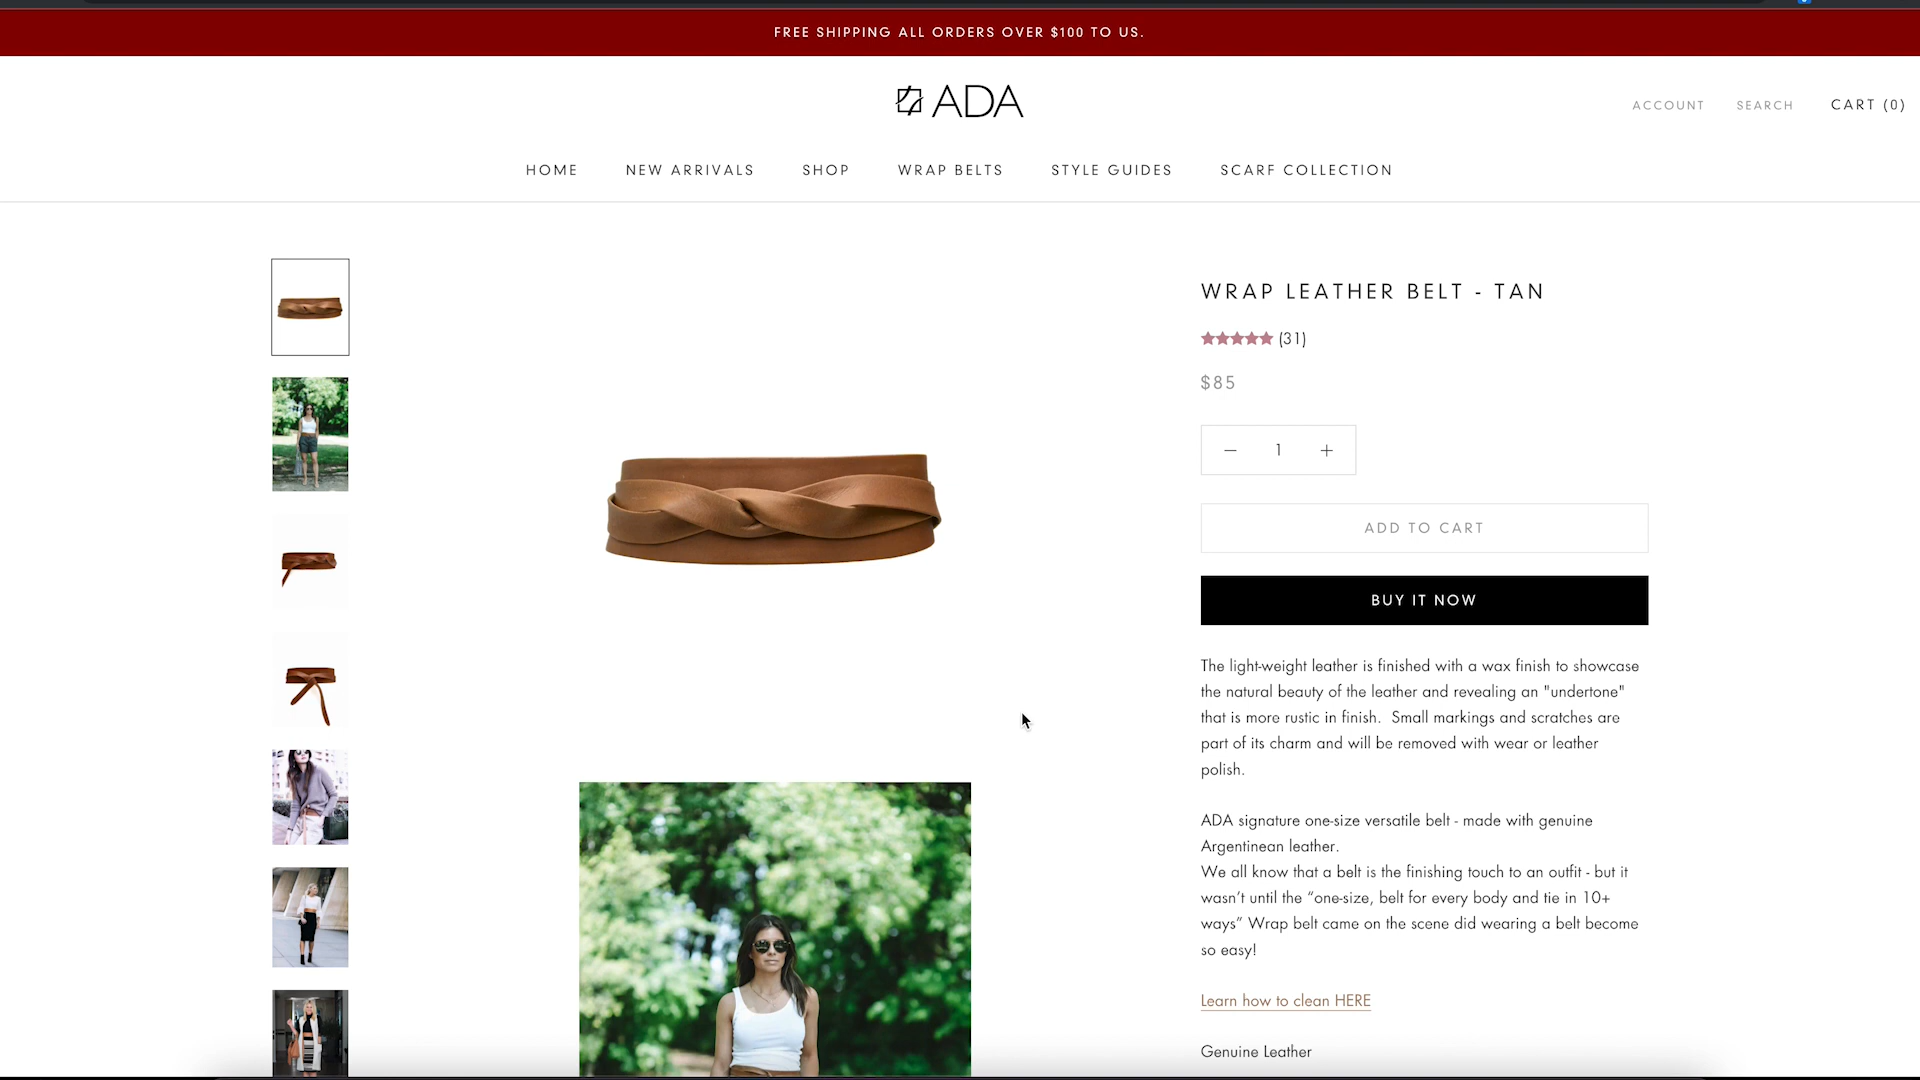 FREE SHIPPING ALL ORDERS OVER $100 TO US.
ADA
ACCOUNT SEARCH CART (0)
HOME NEW ARRIVALS SHOP WRAP BELTS STYLE GUIDES SCARF COLLECTION
WRAP LEATHER BELT - TAN
(31)
$85
1
ADD TO CART
BUY IT NOW
The light-weight leather is finished with a wax finish to showcase
the natural beauty of the leather and revealing an "undertone"
that is more rustic in finish.  Small markings and scratches are
part of its charm and will be removed with wear or leather
polish.
ADA signature one-size versatile belt - made with genuine
Argentinean leather.
We all know that a belt is the finishing touch to an outfit - but it
wasn’t until the “one-size, belt for every body and tie in 10+
ways” Wrap belt came on the scene did wearing a belt become
so easy!
Learn how to clean HERE
Genuine Leather